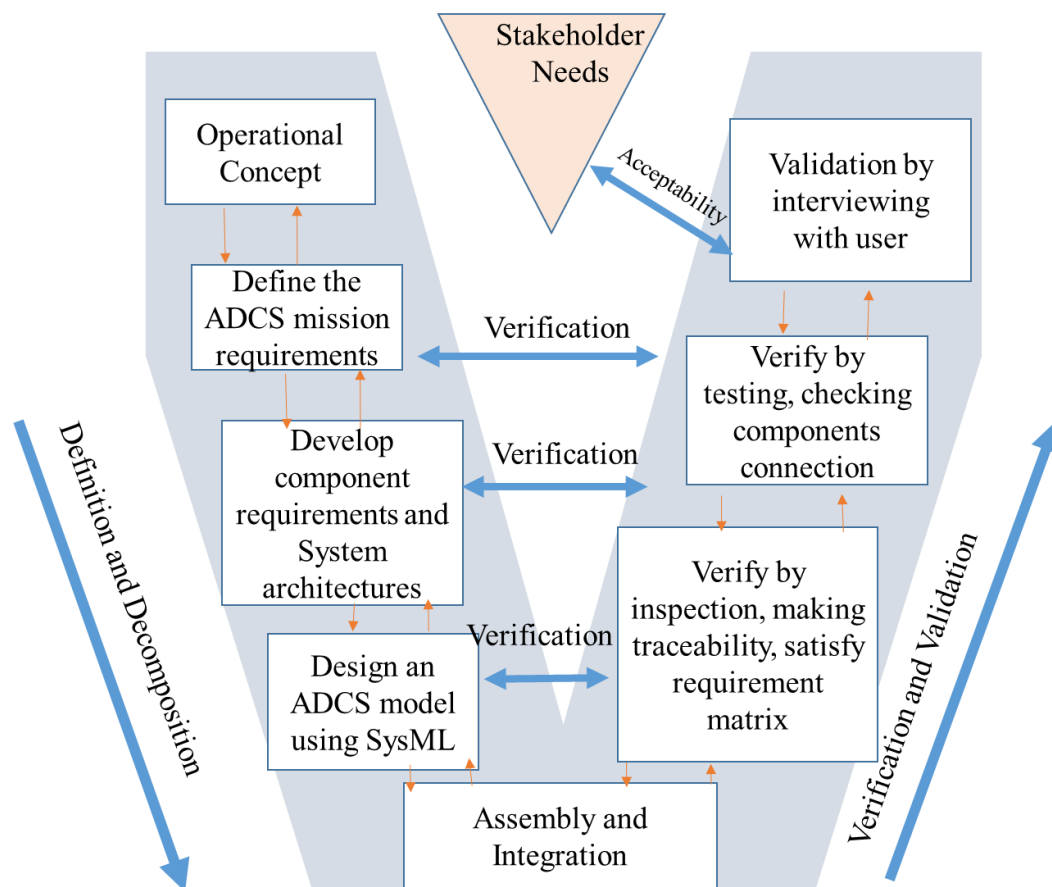 Stakeholder
Needs
Operational
Concept
Acceptability
Validation by
interviewing
with user
Define the
ADCS mission
requirements
Verification
Verify by
testing, checking
components
connection
Develop
component
requirements and
System
architectures
Verification
Definition and Decomposition
Verify by
inspection, making
traceability, satisfy
requirement
matrix
Verification
Design an
ADCS model
using SysML
Verification and Validation
Assembly and
Integration